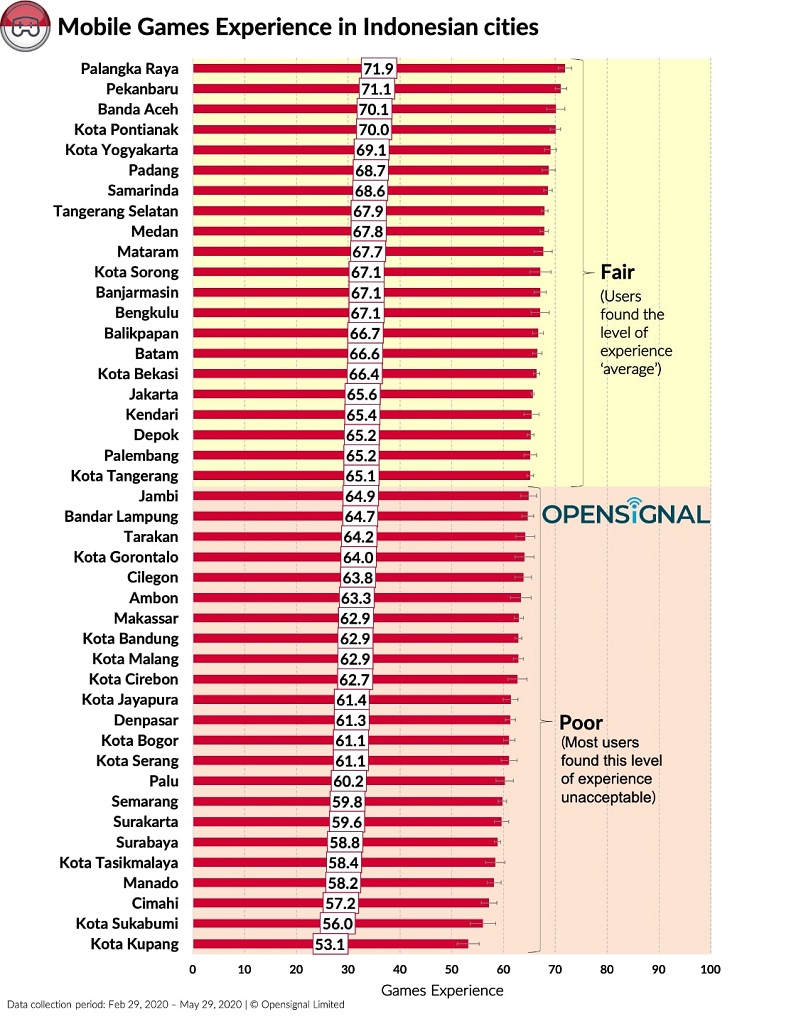 Mobile Games Experience in Indonesian cities
Palangka Raya 71.9
Pekanbaru 71.1
Banda Aceh 70.1
Kota Pontianak 70.0
Kota Yogyakarta 69.1
Padang 68.7
Samarinda 68.6
Tangerang Selatan 67.9
Medan 67.8
Mataram 67.7
Kota Sorong 67.1
Banjarmasin 67.1
Bengkulu 67.1
Balikpapan 66.7
Batam 66.6
Kota Bekasi 66.4
Jakarta 65.6
Kendari 65.4
Depok 65.2
Palembang 65.2
Kota Tangerang 65.1
Fair
(Users
found the
level of
experience
‘average’)
Jambi 64.9
Bandar Lampung 64.7
Tarakan 64.2
Kota Gorontalo 64.0
Cilegon 63.8
Ambon 63.3
Makassar 62.9
Kota Bandung 62.9
Kota Malang 62.9
Kota Cirebon 62.7
Kota Jayapura 61.4
Denpasar 61.3
Kota Bogor 61.1
Kota Serang 61.1
Palu 60.2
Semarang 59.8
Surakarta 59.6
Surabaya 58.8
Kota Tasikmalaya 58.4
Manado 58.2
Cimahi 57.2
Kota Sukabumi 56.0
Kota Kupang 53.1
OPENSiGNAL
Poor
(Most users
found this level
of experience
unacceptable)
0 10 20 30 40 50 60 70 80 90 100
Games Experience
Data collection period: Feb 29, 2020 – May 29, 2020 | © Opensignal Limited